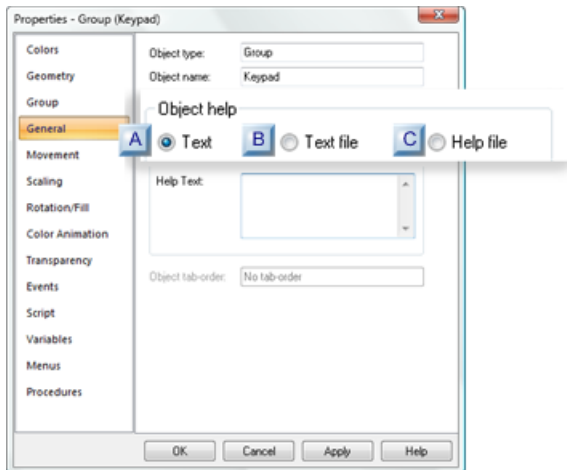 Properties - Group (Keypad)
Colors
Geometry
Group
General
Movement
Scaling
Rotation/Fill
Color Animation
Transparency
Events
Script
Variables
Menus
Procedures
Object type: Group
Object name: Keypad
Object help
A Text B Text file C Help file
Help Text:
Object tab-order: No tab-order
OK Cancel Apply Help